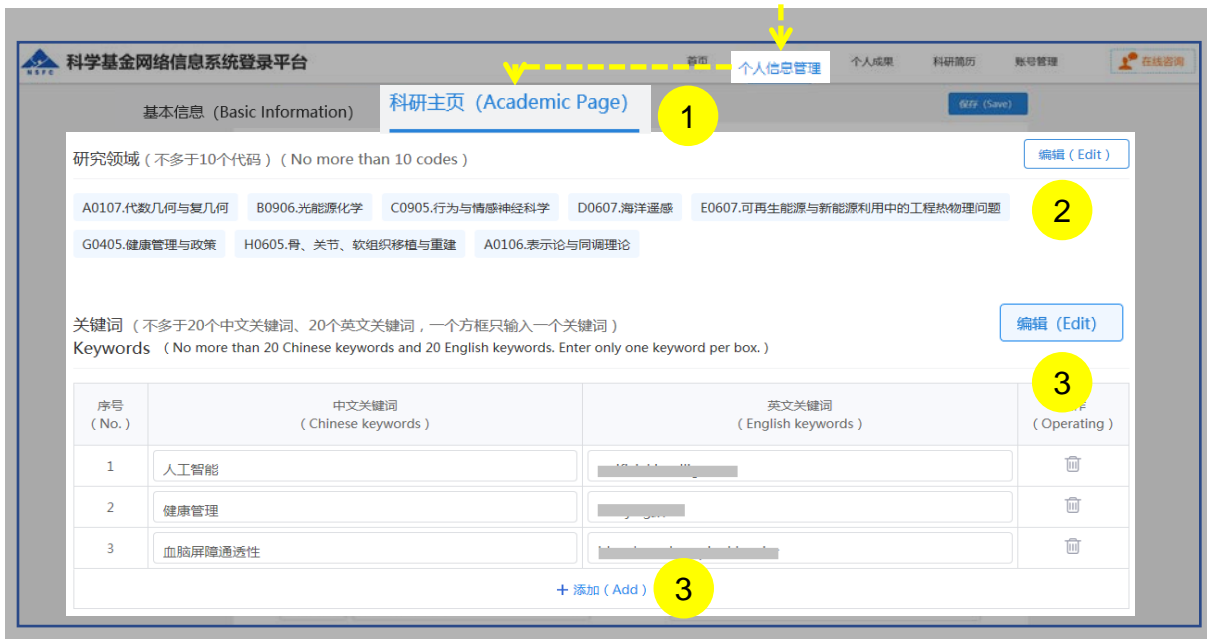 NSFC 科学基金网络信息系统登录平台 首页 个人信息管理 个人成果 科研简历 账号管理 在线咨询
基本信息（Basic Information） 科研主页（Academic Page） 1 保存（Save）
研究领域（不多于10个代码）（No more than 10 codes） 编辑（Edit）
A0107.代数几何与复几何 B0906.光能源化学 C0905.行为与情感神经科学 D0607.海洋遥感 E0607.可再生能源与新能源利用中的工程热物理问题 2
G0405.健康管理与政策 H0605.骨、关节、软组织移植与重建 A0106.表示论与同调理论
关键词（不多于20个中文关键词、20个英文关键词，一个方框只输入一个关键词） 编辑（Edit）
Keywords （No more than 20 Chinese keywords and 20 English keywords. Enter only one keyword per box.）
3
序号 中文关键词 英文关键词
（No.） （Chinese keywords） （English keywords） （Operating）
1 人工智能
2 健康管理
3 血脑屏障通透性
+ 添加（Add） 3